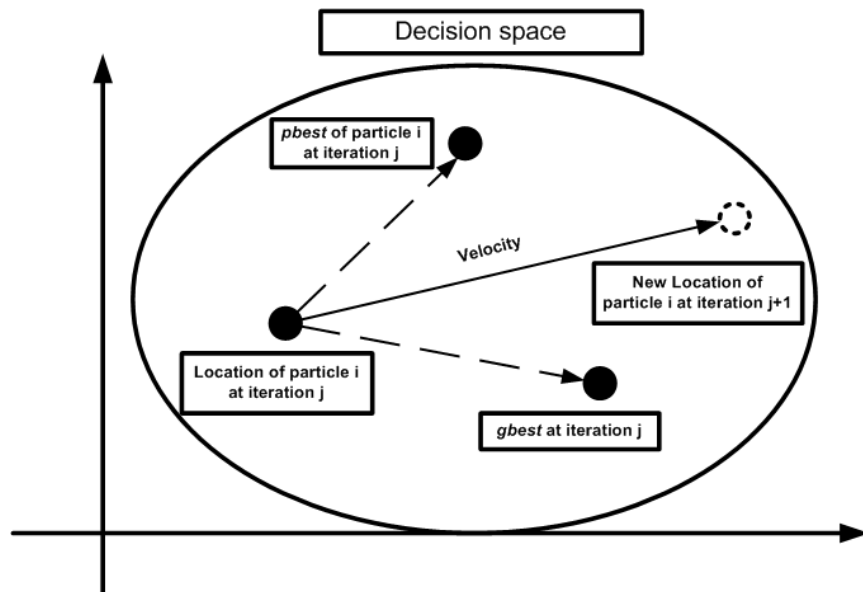 Decision space
pbest of particle i
at iteration j
Velocity
New Location of
particle i at iteration j+1
Location of particle i
at iteration j
gbest at iteration j